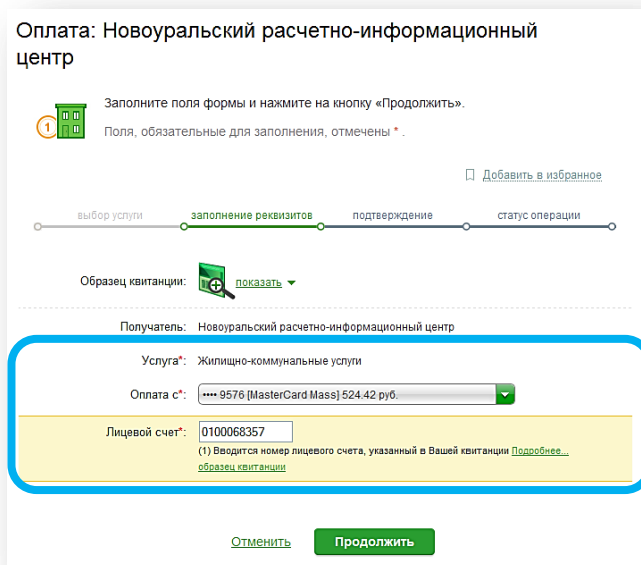 Оплата: Новоуральский расчетно-информационный
центр
Заполните поля формы и нажмите на кнопку «Продолжить».
1
Поля, обязательные для заполнения, отмечены * .
Добавить в избранное
выбор услуги заполнение реквизитов подтверждение статус операции
Образец квитанции: показать
Получатель: Новоуральский расчетно-информационный центр
Услуга*: Жилищно-коммунальные услуги
Оплата с*: •••• 9576 [MasterCard Mass] 524.42 руб.
Лицевой счет*: 0100068357
(1) Вводится номер лицевого счета, указанный в Вашей квитанции Подробнее...
образец квитанции
Отменить Продолжить